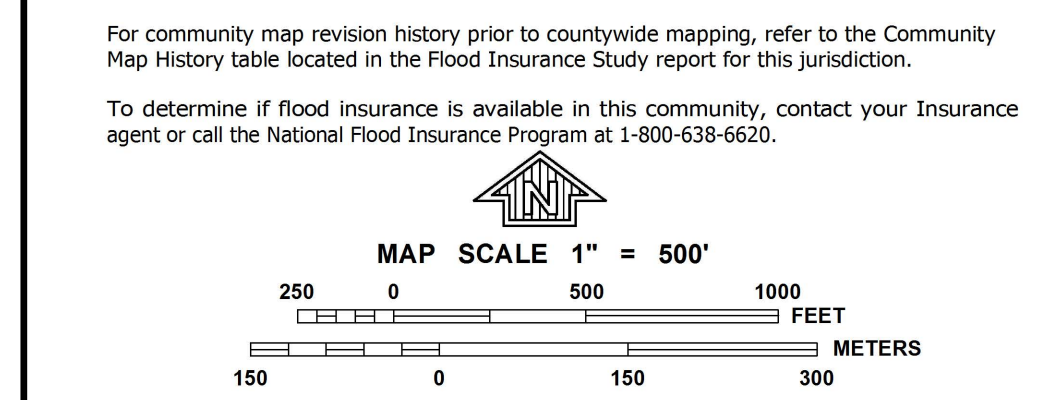 For community map revision history prior to countywide mapping, refer to the Community
Map History table located in the Flood Insurance Study report for this jurisdiction.
To determine if flood insurance is available in this community, contact your Insurance
agent or call the National Flood Insurance Program at 1-800-638-6620.
N
MAP SCALE 1" = 500'
250 0 500 1000
FEET
METERS
150 0 150 300